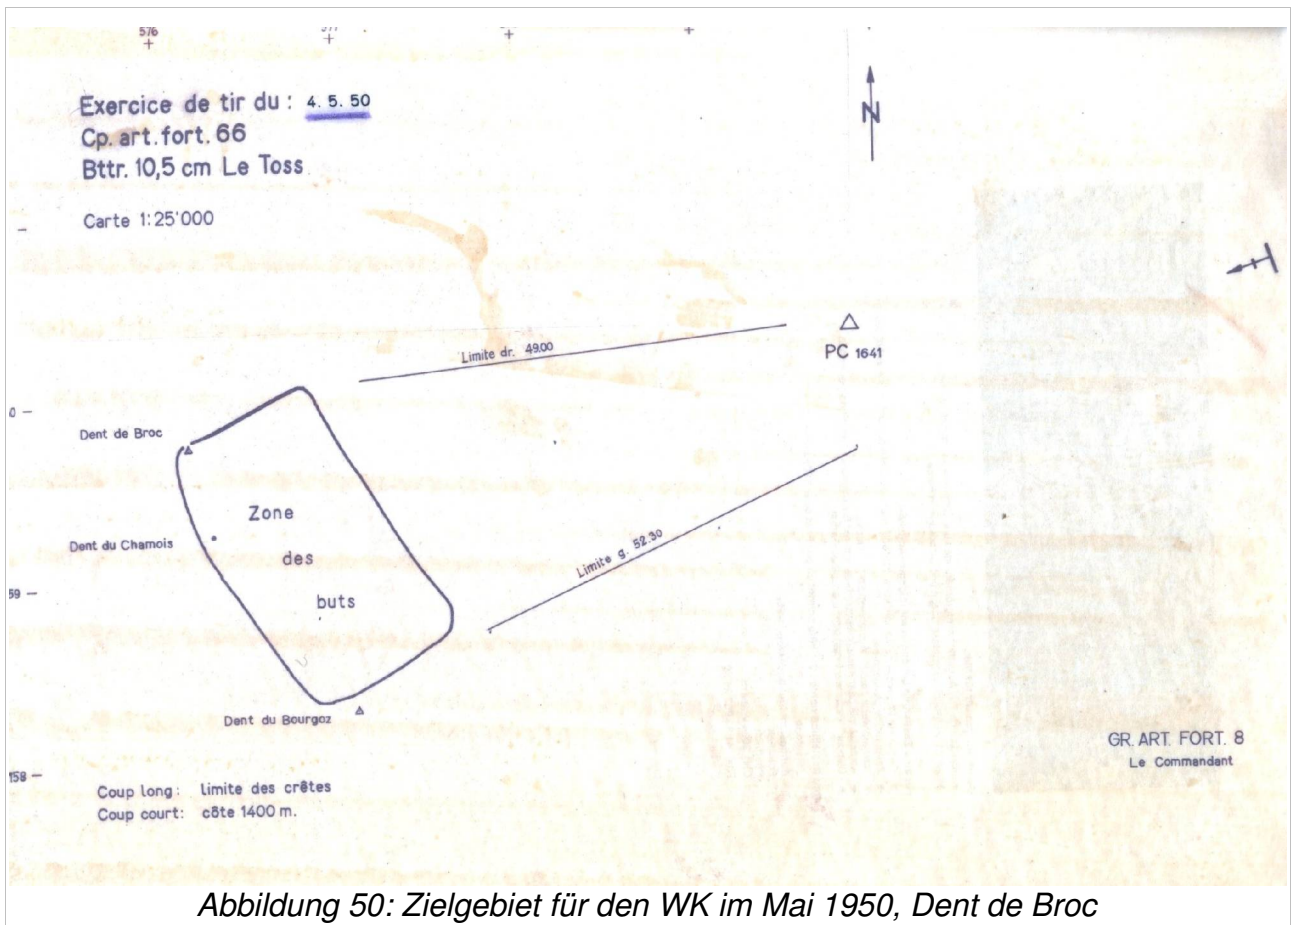 576
Exercice de tir du : 4. 5. 50
Cp. art. fort. 66
Bttr. 10,5 cm Le Toss
Carte 1:25'000
N
Limite dr. 49.00
PC 1641
Dent de Broc
Zone
des
buts
Dent du Chamois
Limite g. 52.30
Dent du Bourgoz
158
Coup long: limite des crêtes
Coup court: côte 1400 m.
GR. ART. FORT. 8
Le Commandant
Abbildung 50: Zielgebiet für den WK im Mai 1950, Dent de Broc